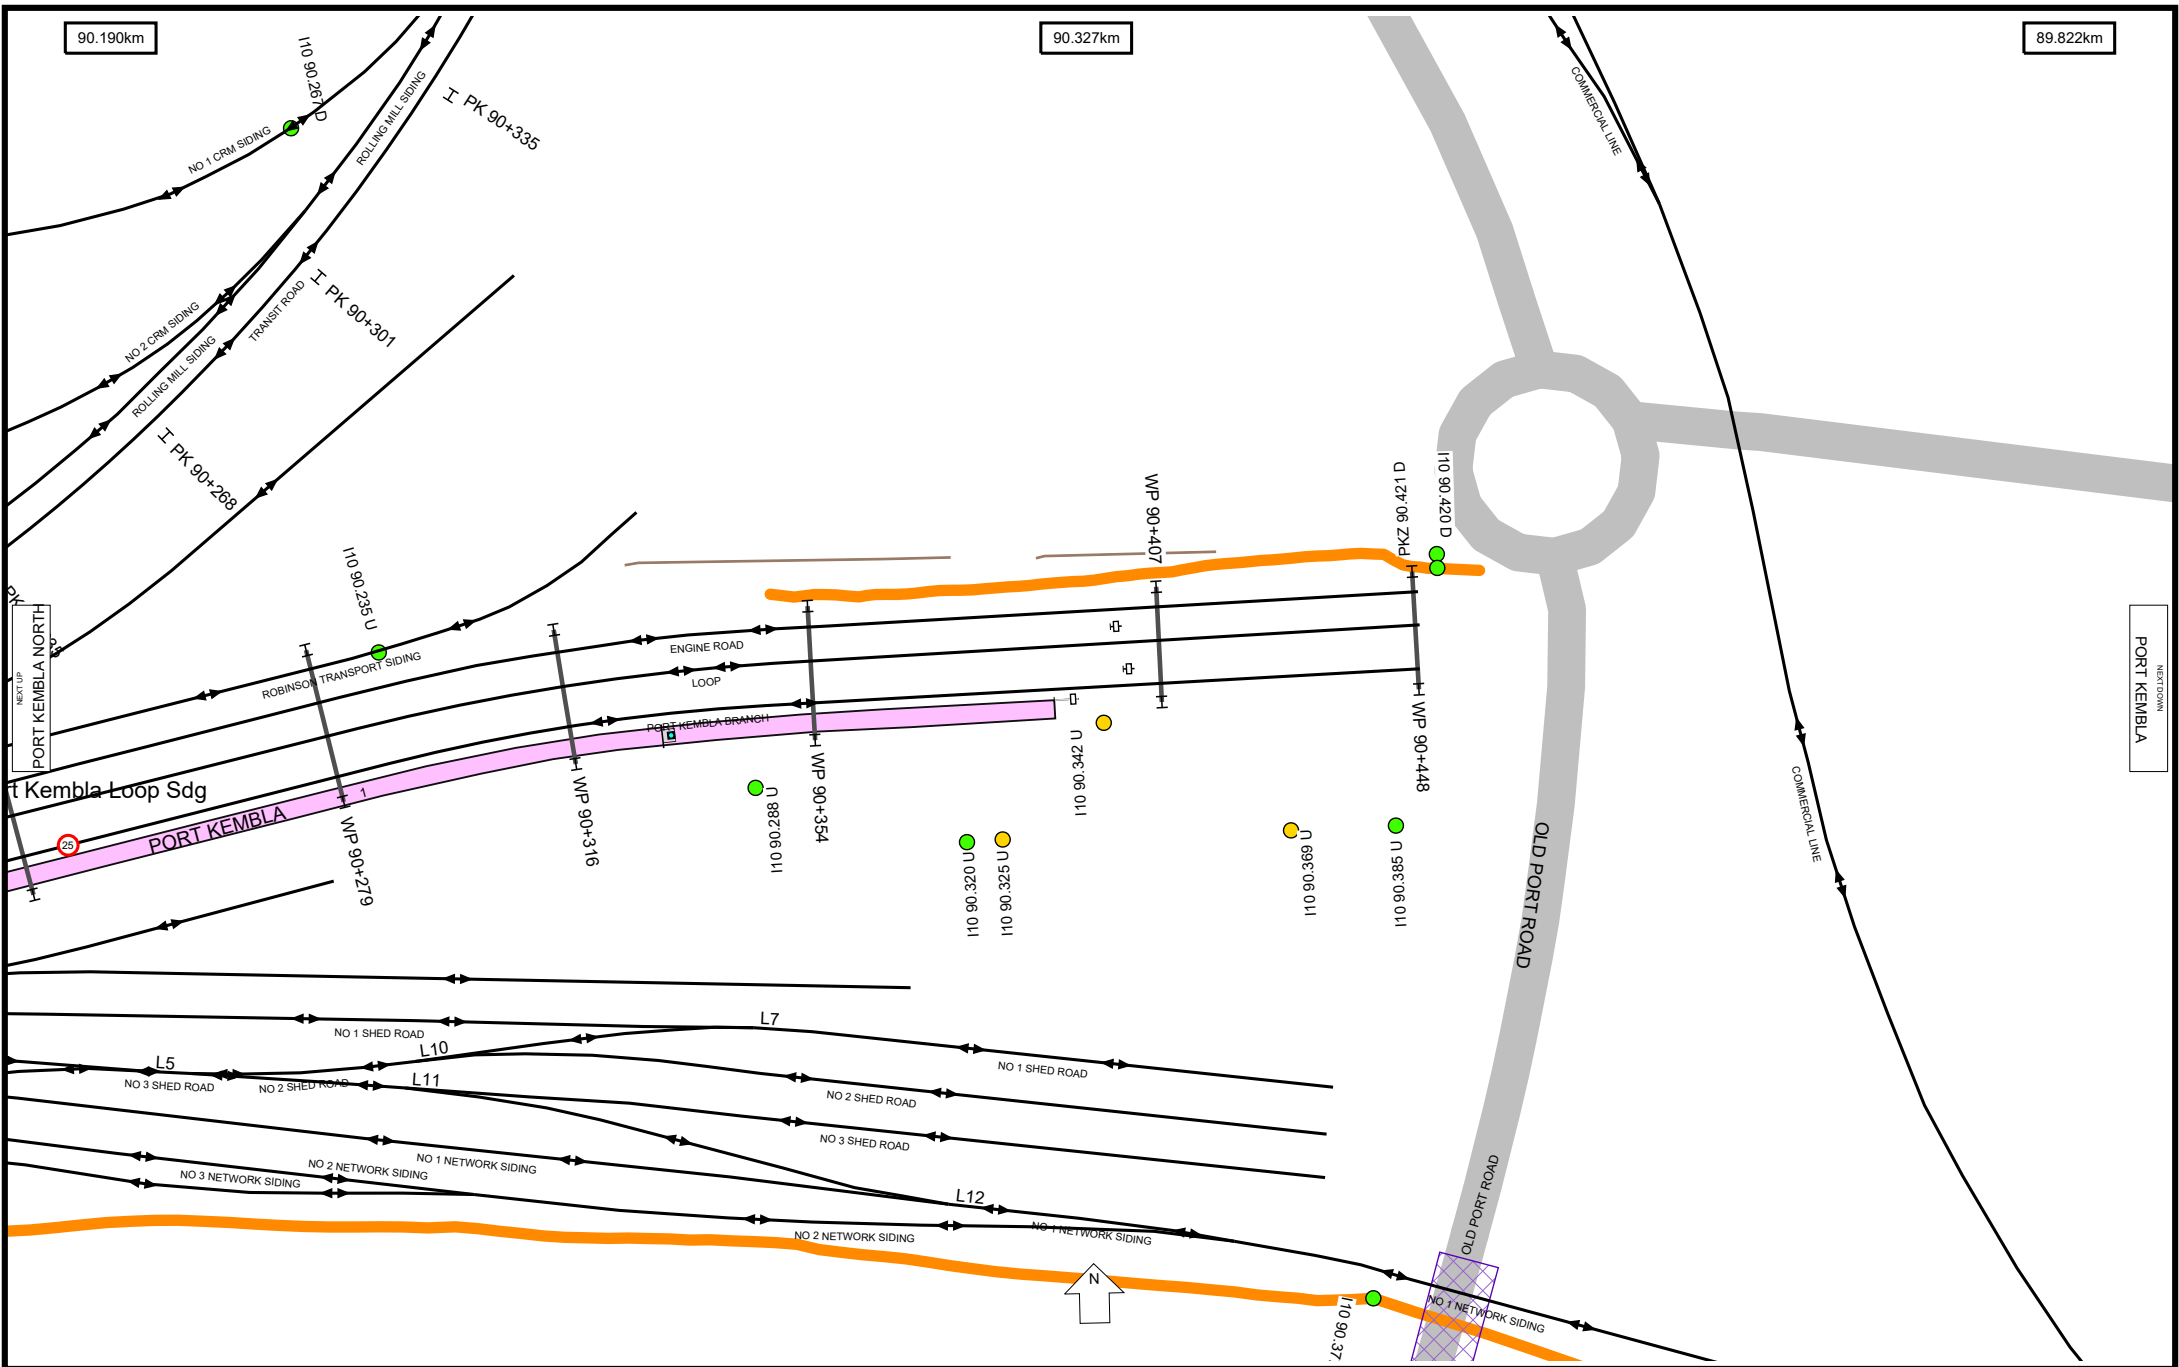 90.190km
90.327km
89.822km
I10 90.267 D
NO 1 CRM SIDING
ROLLING MILL SIDING
PK 90+335
COMMERCIAL LINE
NO 2 CRM SIDING
ROLLING MILL SIDING
TRANSIT ROAD
PK 90+301
PK 90+268
I10 90.235 U
ROBINSON TRANSPORT SIDING
WP 90+407
PKZ 90.421 D
I10 90.420 D
NEXT UP
PORT KEMBLA NORTH
ENGINE ROAD
LOOP
PORT KEMBLA BRANCH
NEXT DOWN
PORT KEMBLA
t Kembla Loop Sdg
1
25
PORT KEMBLA
WP 90+279
WP 90+316
I10 90.288 U
WP 90+354
I10 90.342 U
WP 90+448
I10 90.320 U
I10 90.325 U
I10 90.369 U
I10 90.385 U
OLD PORT ROAD
COMMERCIAL LINE
NO 1 SHED ROAD
L7
L10
L5
L11
NO 3 SHED ROAD
NO 2 SHED ROAD
NO 1 SHED ROAD
NO 2 SHED ROAD
NO 3 SHED ROAD
NO 1 NETWORK SIDING
NO 2 NETWORK SIDING
NO 3 NETWORK SIDING
L12
NO 1 NETWORK SIDING
NO 2 NETWORK SIDING
OLD PORT ROAD
N
NO 1 NETWORK SIDING
I10 90.37